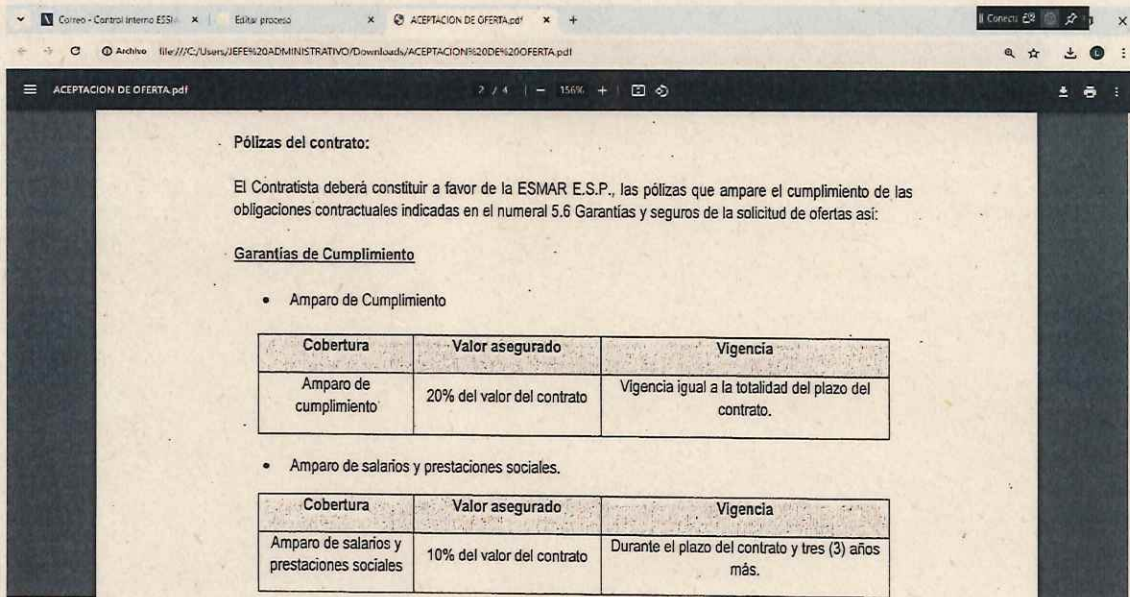 Correo - Control Interno ESSM
Editar proceso
ACEPTACION DE OFERTA.pdf
Archivo file:///C:/Users/JEFE%20ADMINISTRATIVO/Downloads/ACEPTACION%20DE%20OFERTA.pdf
ACEPTACION DE OFERTA.pdf 2 / 4 156%
Pólizas del contrato:
El Contratista deberá constituir a favor de la ESMAR E.S.P., las pólizas que ampare el cumplimiento de las
obligaciones contractuales indicadas en el numeral 5.6 Garantías y seguros de la solicitud de ofertas así:
Garantías de Cumplimiento
• Amparo de Cumplimiento
Cobertura Valor asegurado Vigencia
Amparo de
cumplimiento
20% del valor del contrato
Vigencia igual a la totalidad del plazo del
contrato.
• Amparo de salarios y prestaciones sociales.
Cobertura Valor asegurado Vigencia
Amparo de salarios y
prestaciones sociales
10% del valor del contrato
Durante el plazo del contrato y tres (3) años
más.